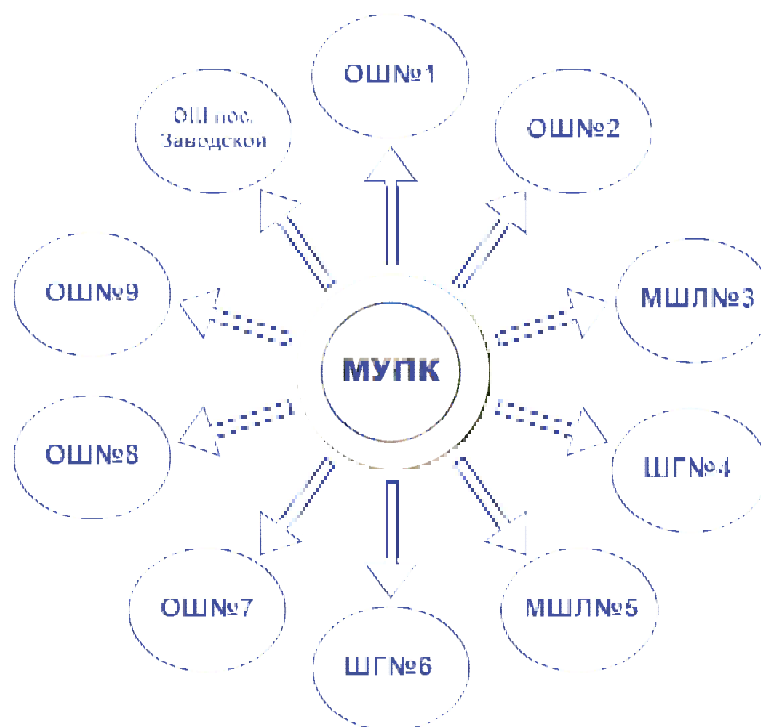 ОШ№1
ОШ№2
МШЛ№3
ШГ№4
МШЛ№5
ШГ№6
ОШ№7
ОШ№8
ОШ№9
ОШ пос.
Заводской
МУПК